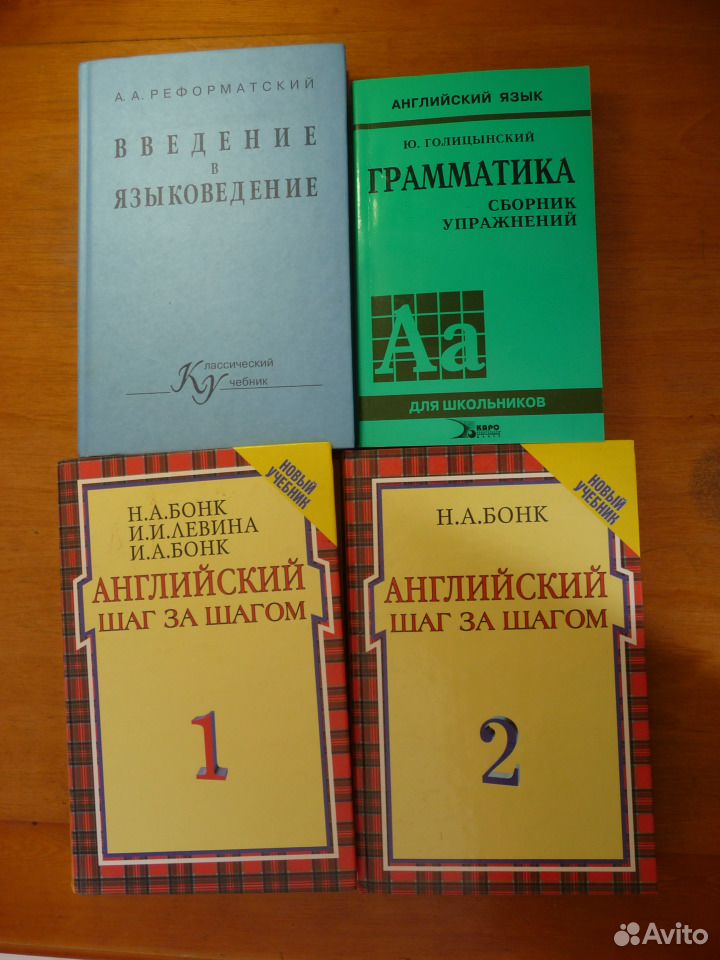 А. А. РЕФОРМАТСКИЙ
ВВЕДЕНИЕ
В
ЯЗЫКОВЕДЕНИЕ
Классический
Учебник
АНГЛИЙСКИЙ ЯЗЫК
Ю. ГОЛИЦЫНСКИЙ
ГРАММАТИКА
СБОРНИК
УПРАЖНЕНИЙ
Аа
ДЛЯ ШКОЛЬНИКОВ
КАРО
НОВЫЙ
УЧЕБНИК
Н.А.БОНК
И.И.ЛЕВИНА
И.А.БОНК
АНГЛИЙСКИЙ
ШАГ ЗА ШАГОМ
1
НОВЫЙ
УЧЕБНИК
Н.А.БОНК
АНГЛИЙСКИЙ
ШАГ ЗА ШАГОМ
2
Avito